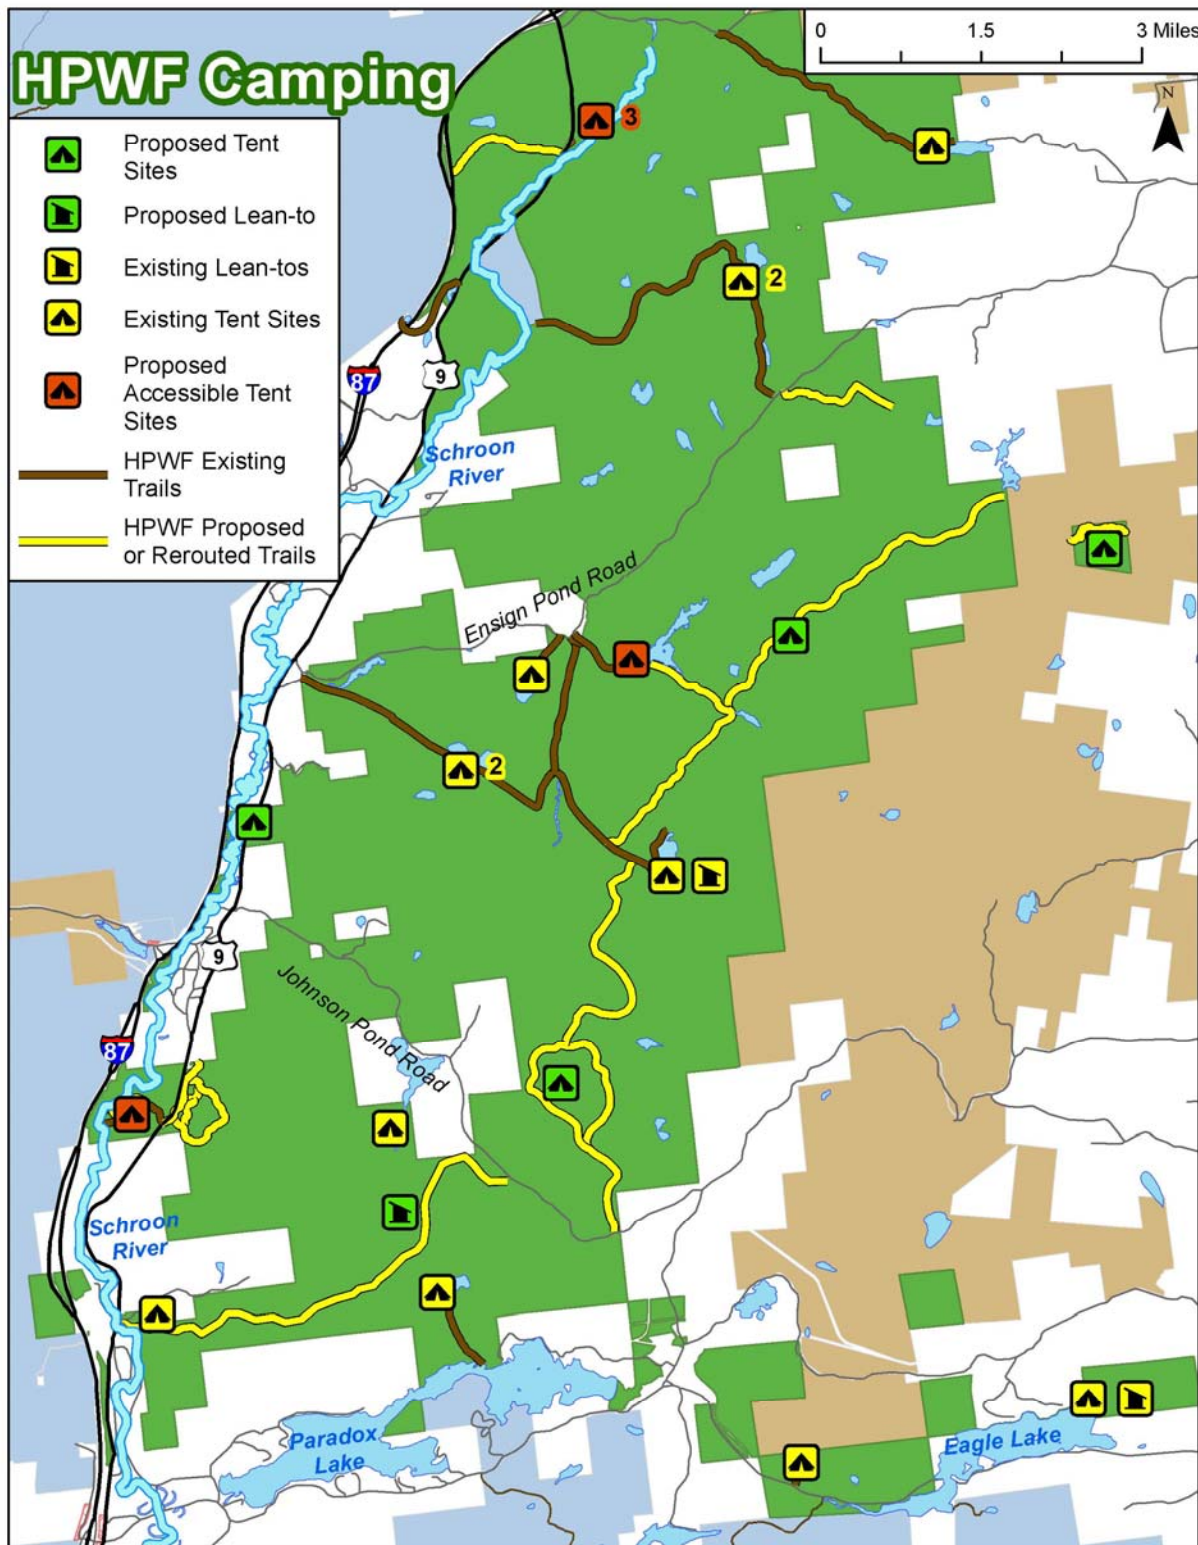 HPWF Camping
0 1.5 3 Miles
N
Proposed Tent
Sites
Proposed Lean-to
Existing Lean-tos
Existing Tent Sites
Proposed
Accessible Tent
Sites
HPWF Existing
Trails
HPWF Proposed
or Rerouted Trails
3
2
87
9
Schroon
River
Ensign Pond Road
2
9
Johnson Pond Road
87
Schroon
River
Paradox
Lake
Eagle Lake